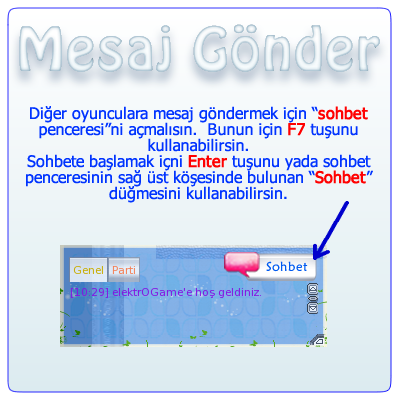 Mesaj Gönder
Diğer oyunculara mesaj göndermek için “sohbet
penceresi”ni açmalısın. Bunun için F7 tuşunu
kullanabilirsin.
Sohbete başlamak içni Enter tuşunu yada sohbet
penceresinin sağ üst köşesinde bulunan “Sohbet”
düğmesini kullanabilirsin.
Genel Parti Sohbet
[10:29] elektrOGame'e hoş geldiniz.